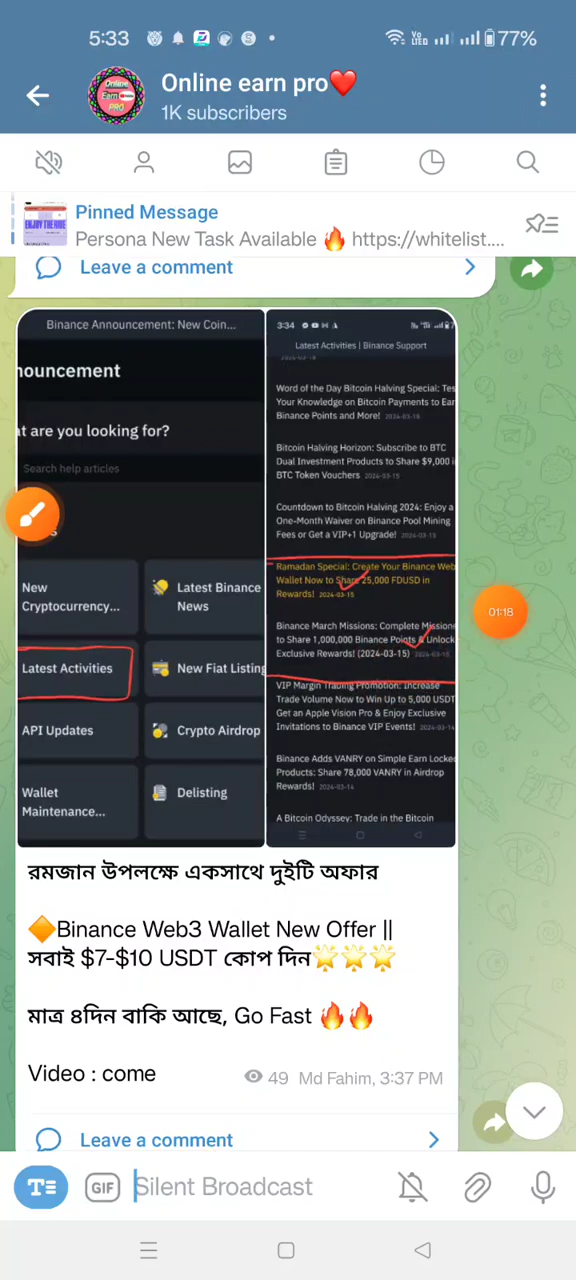 5:33
Vo LTED
77%
Online earn pro❤️
1K subscribers
Pinned Message
Persona New Task Available 🔥 https://whitelist....
Leave a comment
Binance Announcement: New Coin...
nouncement
at are you looking for?
Search help articles
s
New
Cryptocurrency...
Latest Binance
News
Latest Activities
New Fiat Listing
API Updates
Crypto Airdrop
Wallet
Maintenance...
Delisting
3:34
Latest Activities | Binance Support
Word of the Day Bitcoin Halving Special: Tes
Your Knowledge on Bitcoin Payments to Ear
Binance Points and More! 2024-03-18
Bitcoin Halving Horizon: Subscribe to BTC
Dual Investment Products to Share $9,000 i
BTC Token Vouchers 2024-03-15
Countdown to Bitcoin Halving 2024: Enjoy a
One-Month Waiver on Binance Pool Mining
Fees or Get a VIP+1 Upgrade! 2024-03-15
Ramadan Special: Create Your Binance Web
Wallet Now to Share 25,000 FDUSD in
Rewards! 2024-03-15
Binance March Missions: Complete Missions
to Share 1,000,000 Binance Points & Unlock
Exclusive Rewards! (2024-03-15) 2024-03-15
VIP Margin Trading Promotion: Increase
Trade Volume Now to Win Up to 5,000 USDT
Get an Apple Vision Pro & Enjoy Exclusive
Invitations to Binance VIP Events! 2024-03-14
Binance Adds VANRY on Simple Earn Locked
Products: Share 78,000 VANRY in Airdrop
Rewards! 2024-03-14
A Bitcoin Odyssey: Trade in the Bitcoin
01:18
রমজান উপলক্ষে একসাথে দুইটি অফার
🔶Binance Web3 Wallet New Offer ||
সবাই $7-$10 USDT কোপ দিন🌟🌟🌟
মাত্র ৪দিন বাকি আছে, Go Fast 🔥🔥
Video : come
49 Md Fahim, 3:37 PM
Leave a comment
T
GIF
Silent Broadcast